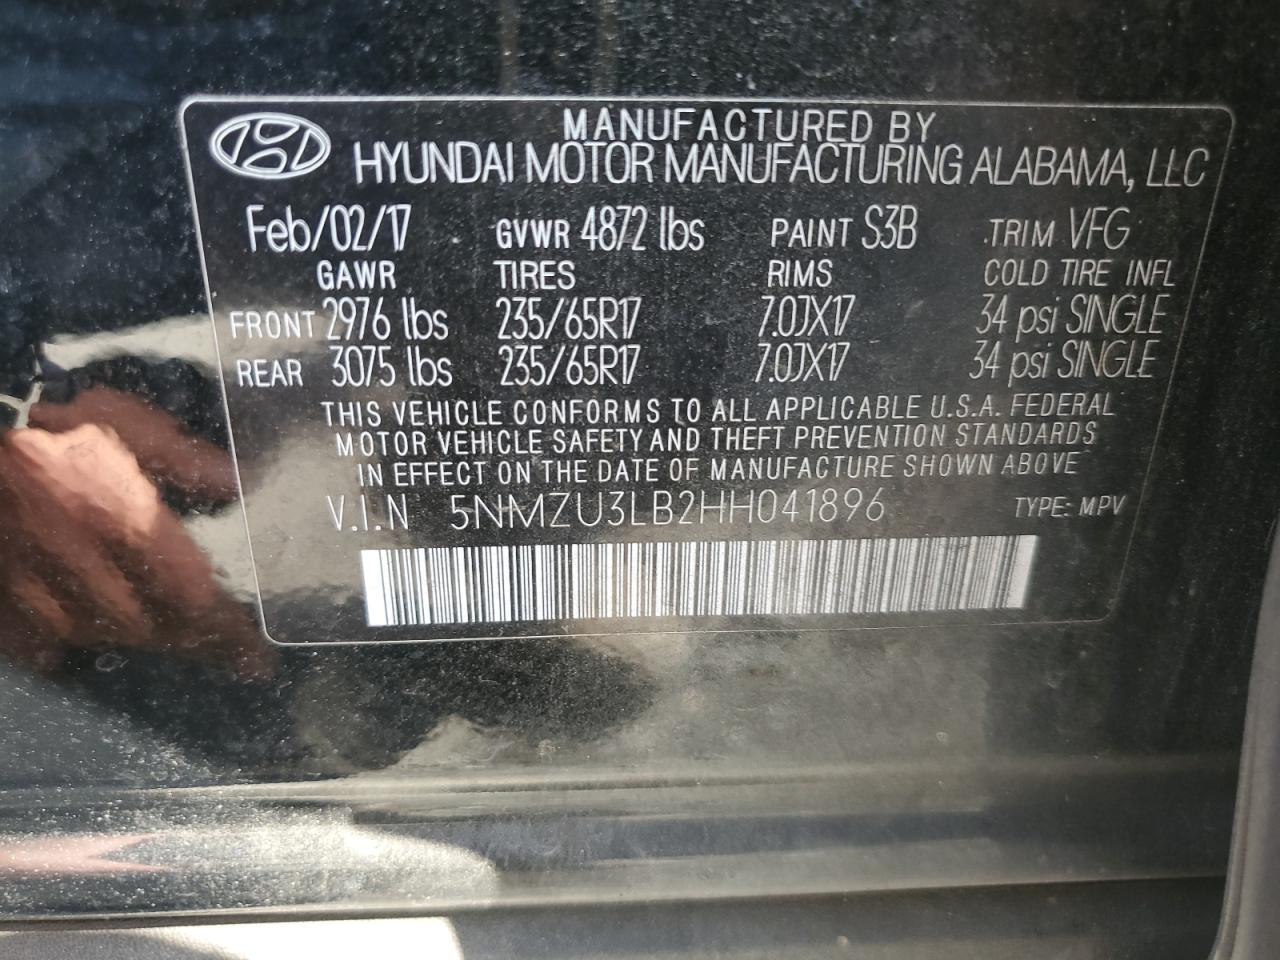 MANUFACTURED BY
HYUNDAI MOTOR MANUFACTURING ALABAMA, LLC
Feb/02/17 GVWR 4872 lbs PAINT S3B TRIM VFG
GAWR TIRES RIMS COLD TIRE INFL
FRONT 2976 lbs 235/65R17 7.0JX17 34 psi SINGLE
REAR 3075 lbs 235/65R17 7.0JX17 34 psi SINGLE
THIS VEHICLE CONFORMS TO ALL APPLICABLE U.S.A. FEDERAL
MOTOR VEHICLE SAFETY AND THEFT PREVENTION STANDARDS
IN EFFECT ON THE DATE OF MANUFACTURE SHOWN ABOVE
V.I.N 5NMZU3LB2HH041896 TYPE: MPV